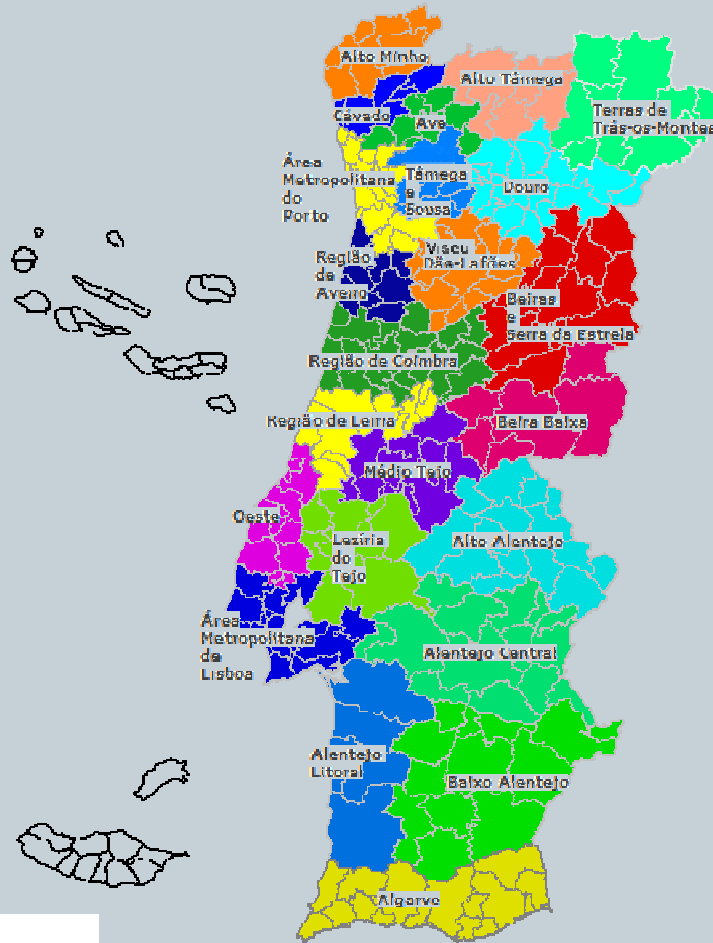 Alto Minho
Alto Tâmega
Terras de
Trás-os-Montes
Cávado
Ave
Área
Metropolitana
do
Porto
Tâmega
e
Sousa
Douro
Viseu
Dão-Lafões
Região
de
Aveiro
Beiras
e
Serra da Estrela
Região de Coimbra
Região de Leiria
Beira Baixa
Médio Tejo
Oeste
Lezíria
do
Tejo
Alto Alentejo
Área
Metropolitana
de
Lisboa
Alentejo Central
Alentejo
Litoral
Baixo Alentejo
Algarve